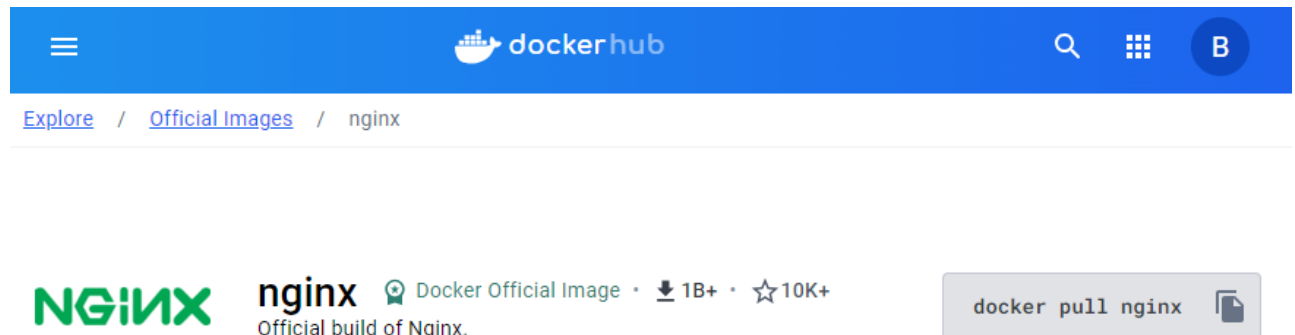 dockerhub
B
Explore / Official Images / nginx
NGINX
nginx Docker Official Image · 1B+ · 10K+
docker pull nginx
Official build of Nginx.